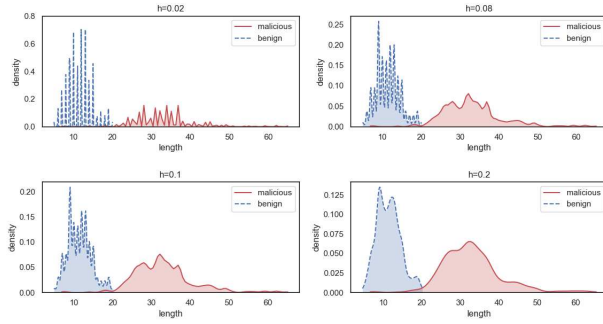 h=0.02
0.8
0.6
0.4
0.2
0.0
density
malicious
benign
10 20 30 40 50 60
length
h=0.08
0.25
0.20
0.15
0.10
0.05
0.00
density
malicious
benign
10 20 30 40 50 60
length
h=0.1
0.20
0.15
0.10
0.05
0.00
density
malicious
benign
10 20 30 40 50 60
length
h=0.2
0.125
0.100
0.075
0.050
0.025
0.000
density
malicious
benign
10 20 30 40 50 60
length